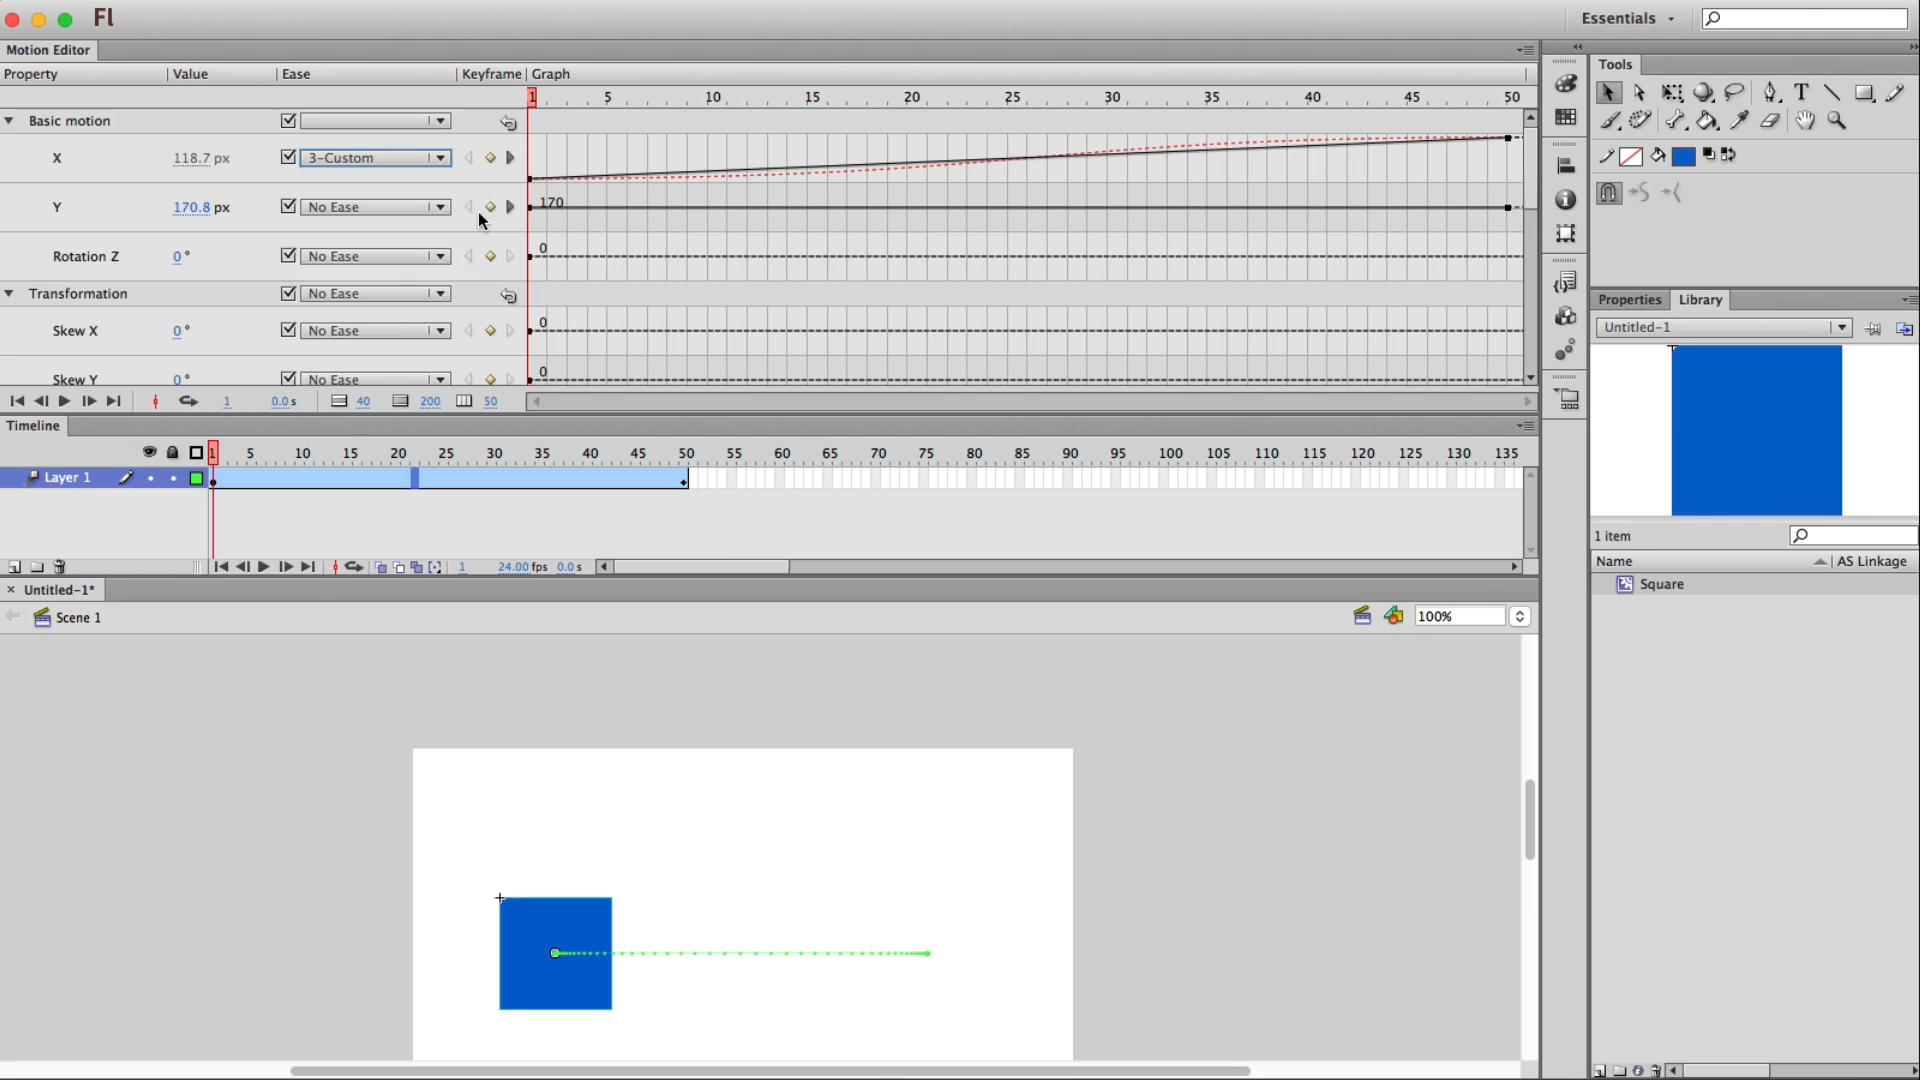 Fl
Essentials
Motion Editor
Property Value Ease Keyframe Graph
1 5 10 15 20 25 30 35 40 45 50
Basic motion
X 118.7 px 3-Custom
Y 170.8 px No Ease 170
Rotation Z 0° No Ease 0
Transformation No Ease
Skew X 0° No Ease 0
Skew Y 0° No Ease 0
1 0.0 s 40 200 50
Timeline
1 5 10 15 20 25 30 35 40 45 50 55 60 65 70 75 80 85 90 95 100 105 110 115 120 125 130 135
Layer 1
1 24.00 fps 0.0 s
× Untitled-1*
Scene 1
100%
Tools
Properties Library
Untitled-1
1 item
Name AS Linkage
Square